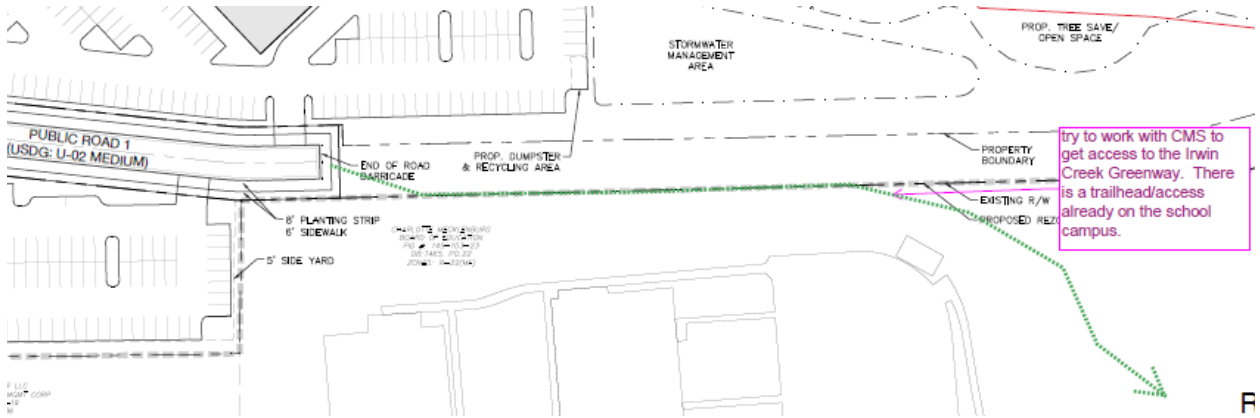 STORMWATER
MANAGEMENT
AREA
PROP. TREE SAVE/
OPEN SPACE
PUBLIC ROAD 1
(USDG: U-02 MEDIUM)
END OF ROAD
BARRICADE
PROP. DUMPSTER
& RECYCLING AREA
PROPERTY
BOUNDARY
try to work with CMS to
get access to the Irwin
Creek Greenway. There
is a trailhead/access
already on the school
campus.
EXISTING R/W
PROPOSED REZO
8' PLANTING STRIP
6' SIDEWALK
CHARLOTTE MECKLENBURG
BOARD OF EDUCATION
5' SIDE YARD
LLC
MGMT CORP